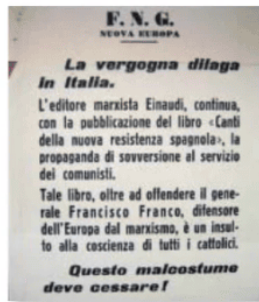 F. N. G.
NUOVA EUROPA
La vergogna dilaga
in Italia.
L'editore marxista Einaudi, continua,
con la pubblicazione del libro «Canti
della nuova resistenza spagnola», la
propaganda di sovversione al servizio
dei comunisti.
Tale libro, oltre ad offendere il gene-
rale Francisco Franco, difensore
dell'Europa dal marxismo, è un insul-
to alla coscienza di tutti i cattolici.
Questo malcostume
deve cessare!